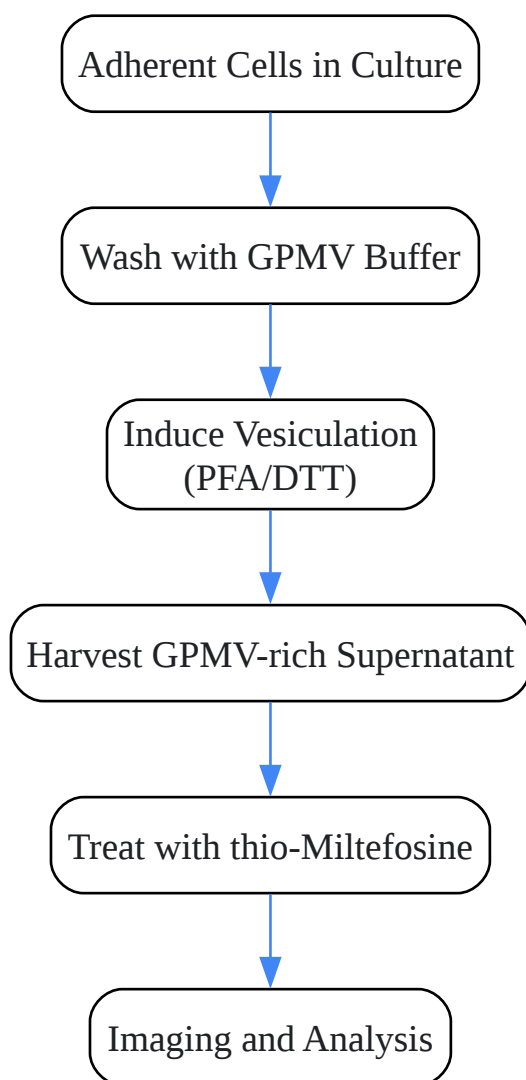 Adherent Cells in Culture
Wash with GPMV Buffer
Induce Vesiculation
(PFA/DTT)
Harvest GPMV-rich Supernatant
Treat with thio-Miltefosine
Imaging and Analysis